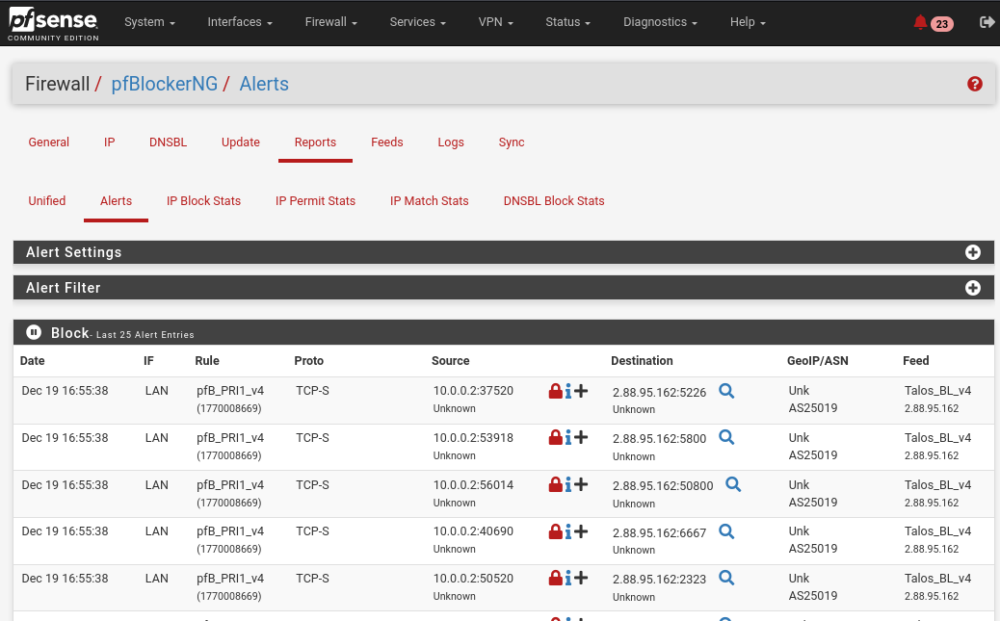 pfsense
COMMUNITY EDITION
System Interfaces Firewall Services VPN Status Diagnostics Help 23
Firewall / pfBlockerNG / Alerts
General IP DNSBL Update Reports Feeds Logs Sync
Unified Alerts IP Block Stats IP Permit Stats IP Match Stats DNSBL Block Stats
Alert Settings
Alert Filter
Block - Last 25 Alert Entries
Date IF Rule Proto Source Destination GeoIP/ASN Feed
Dec 19 16:55:38 LAN pfB_PRI1_v4 TCP-S 10.0.0.2:37520 2.88.95.162:5226 Unk Talos_BL_v4
(1770008669) Unknown Unknown AS25019 2.88.95.162
Dec 19 16:55:38 LAN pfB_PRI1_v4 TCP-S 10.0.0.2:53918 2.88.95.162:5800 Unk Talos_BL_v4
(1770008669) Unknown Unknown AS25019 2.88.95.162
Dec 19 16:55:38 LAN pfB_PRI1_v4 TCP-S 10.0.0.2:56014 2.88.95.162:50800 Unk Talos_BL_v4
(1770008669) Unknown Unknown AS25019 2.88.95.162
Dec 19 16:55:38 LAN pfB_PRI1_v4 TCP-S 10.0.0.2:40690 2.88.95.162:6667 Unk Talos_BL_v4
(1770008669) Unknown Unknown AS25019 2.88.95.162
Dec 19 16:55:38 LAN pfB_PRI1_v4 TCP-S 10.0.0.2:50520 2.88.95.162:2323 Unk Talos_BL_v4
(1770008669) Unknown Unknown AS25019 2.88.95.162